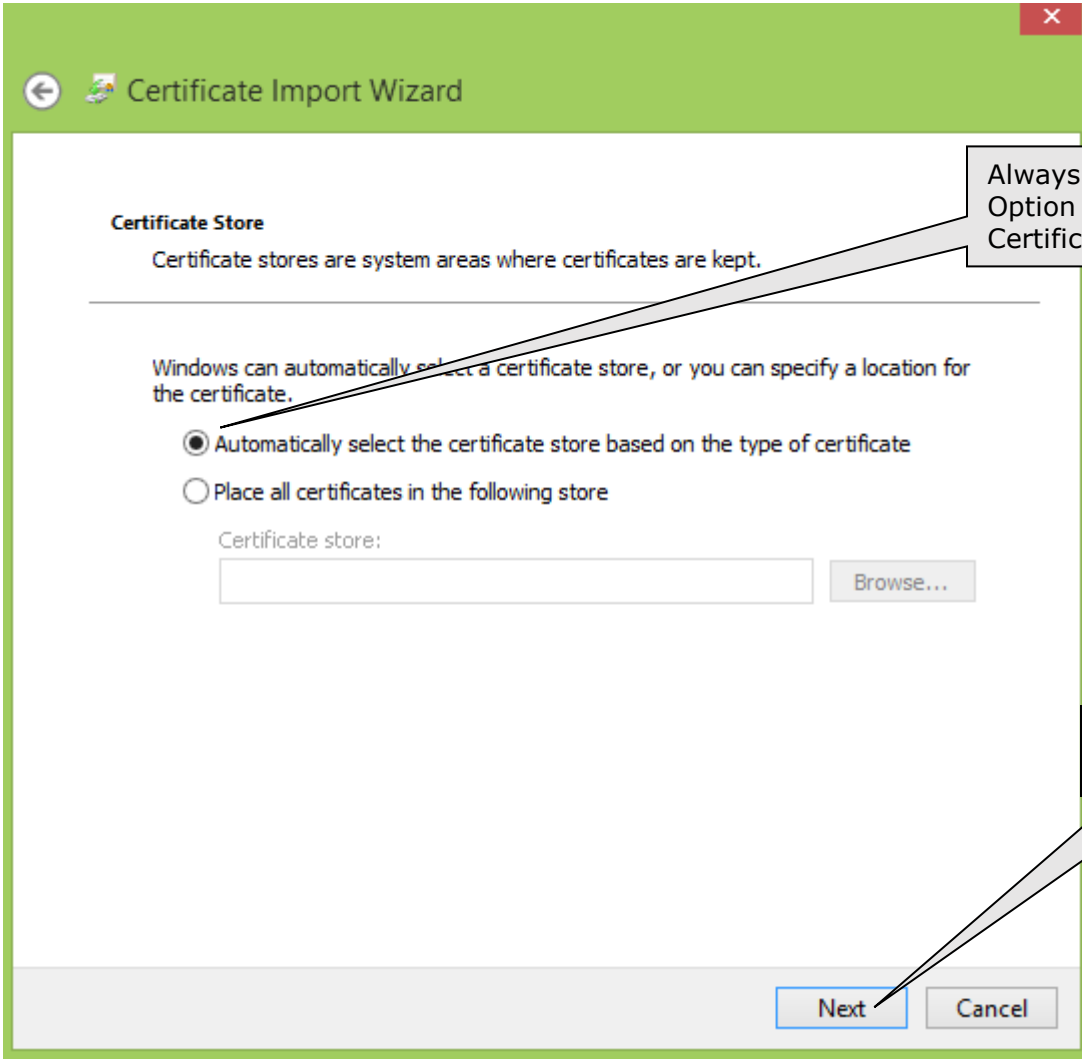 Certificate Import Wizard
Always
Option
Certific
Certificate Store
Certificate stores are system areas where certificates are kept.
Windows can automatically select a certificate store, or you can specify a location for
the certificate.
Automatically select the certificate store based on the type of certificate
Place all certificates in the following store
Certificate store:
Browse...
Next
Cancel